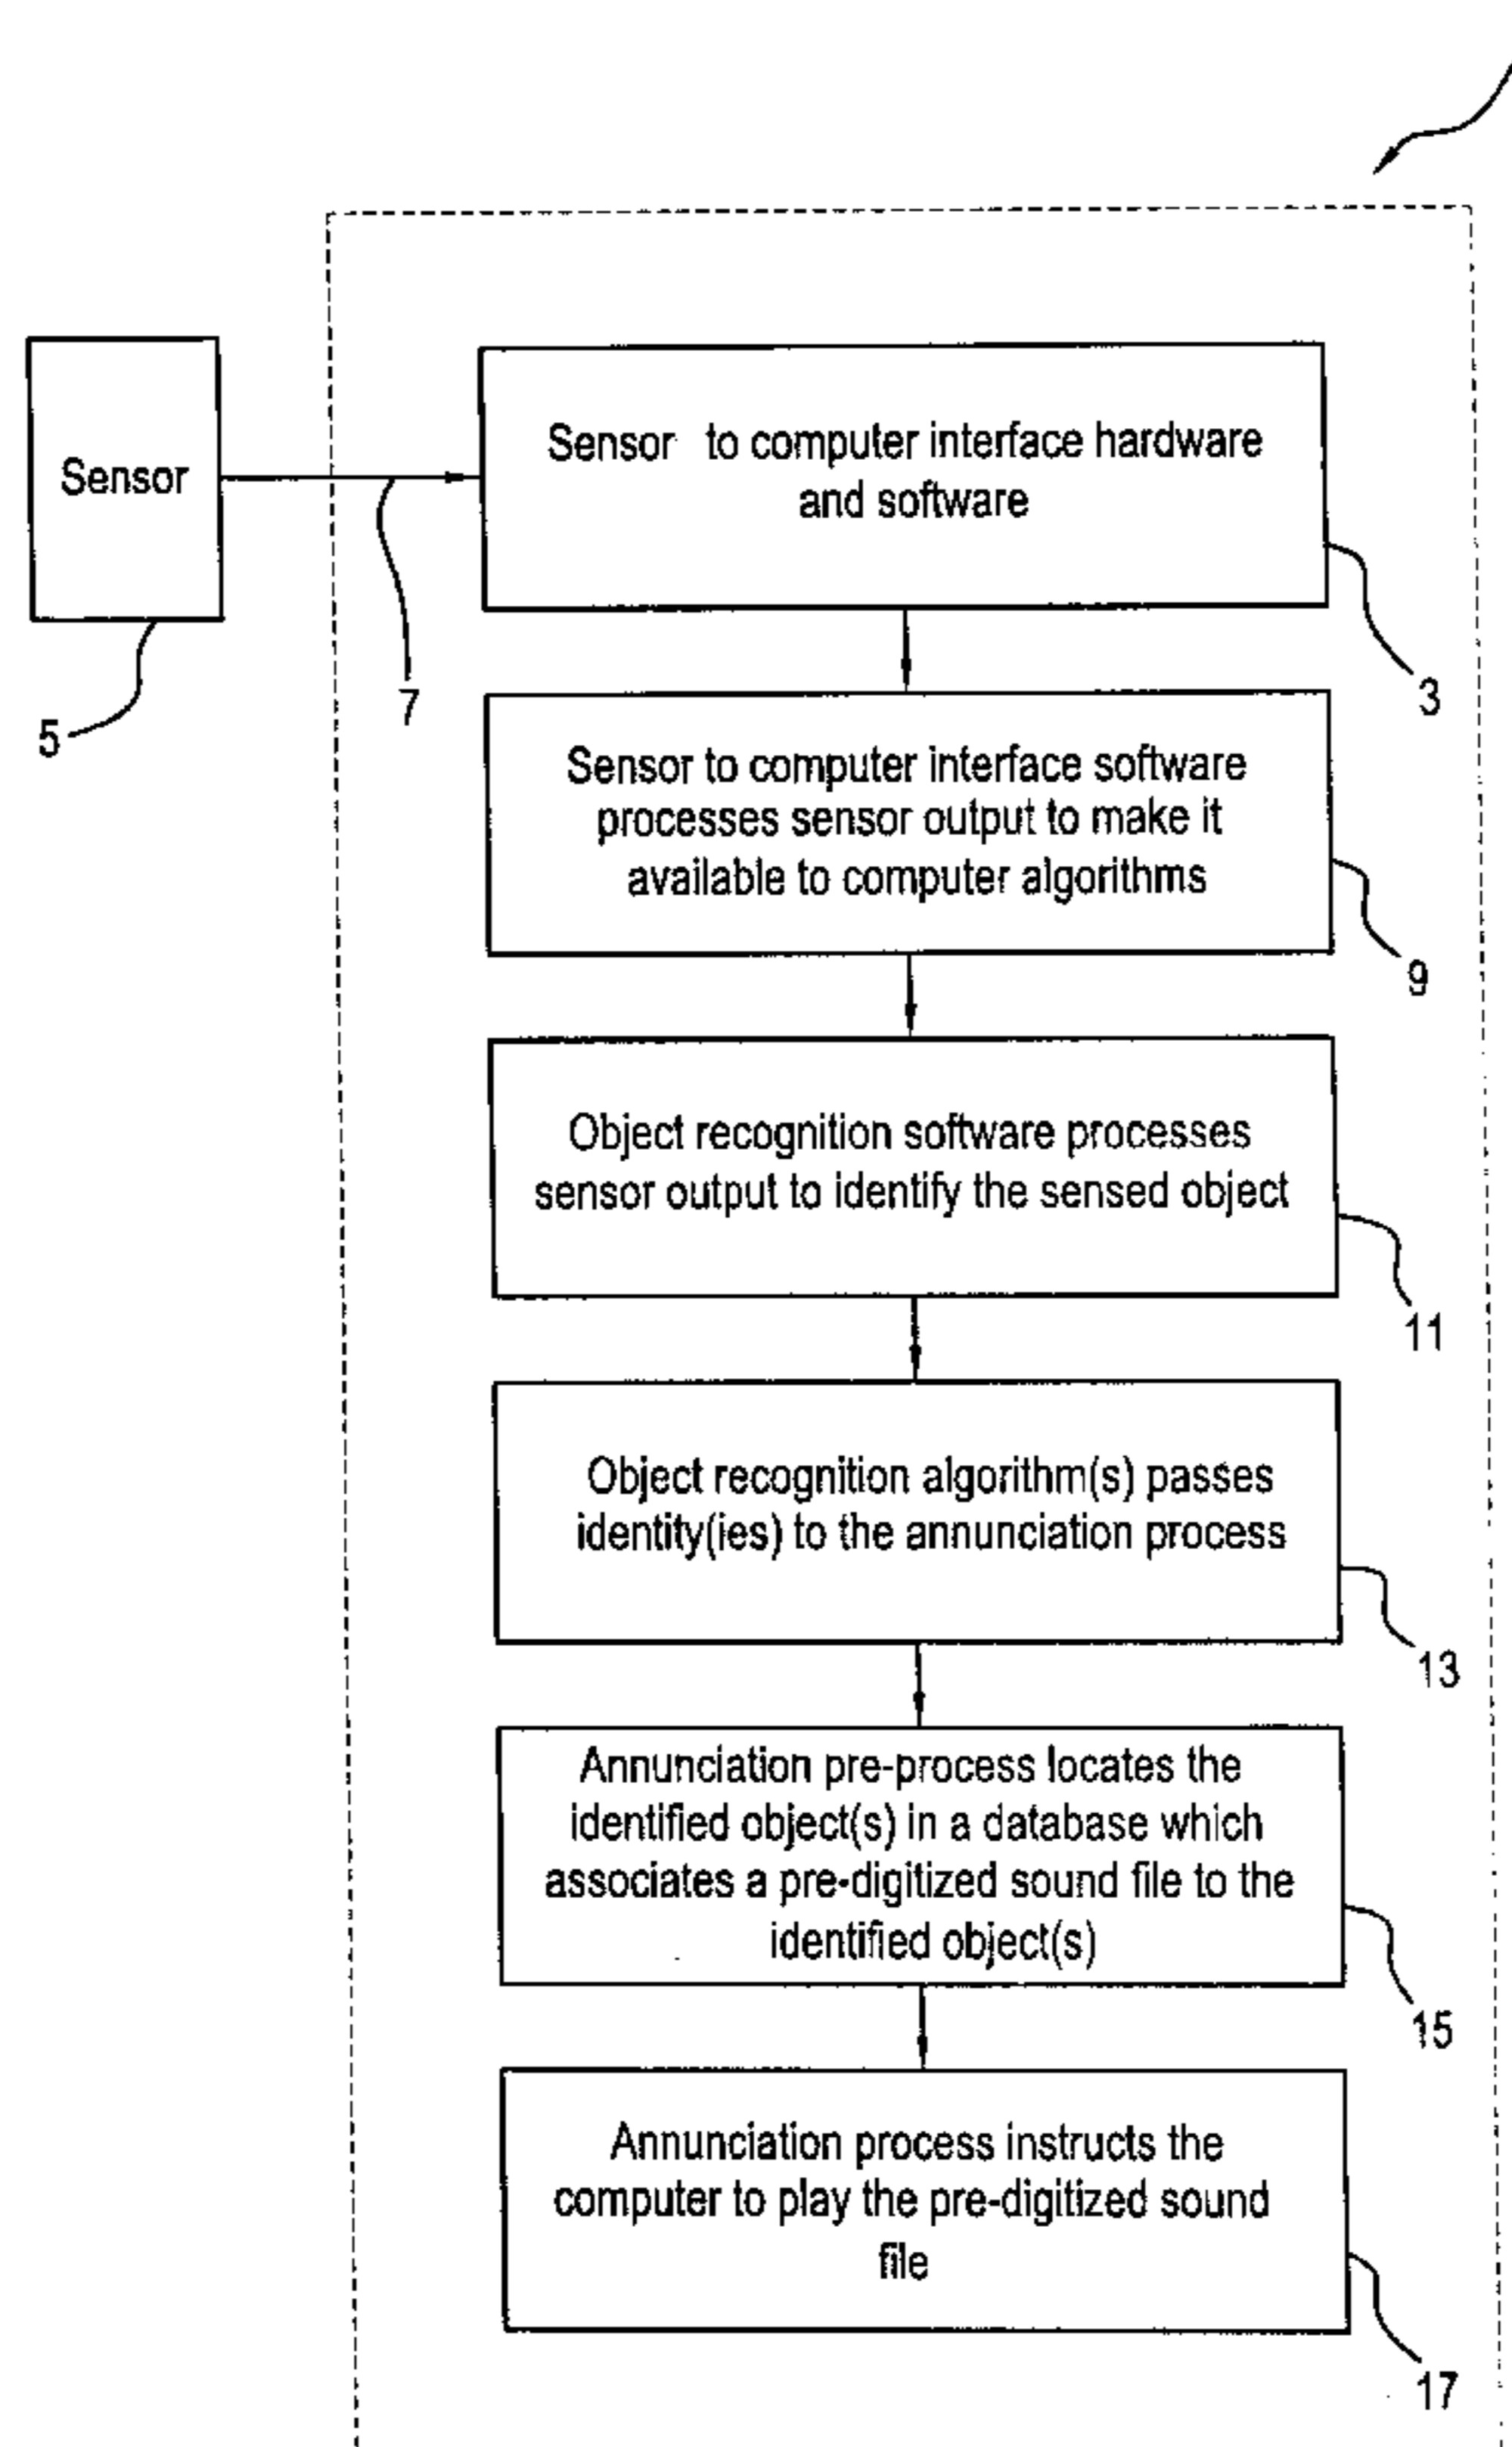 Sensor
5
7
Sensor to computer interface hardware
and software
3
Sensor to computer interface software
processes sensor output to make it
available to computer algorithms
9
Object recognition software processes
sensor output to identify the sensed object
11
Object recognition algorithm(s) passes
identity(ies) to the annunciation process
13
Annunciation pre-process locates the
identified object(s) in a database which
associates a pre-digitized sound file to the
identified object(s)
15
Annunciation process instructs the
computer to play the pre-digitized sound
file
17